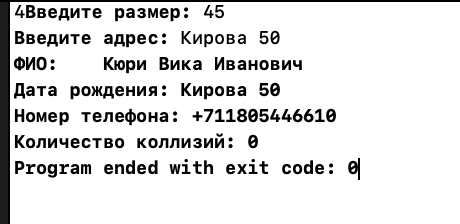 4Введите размер: 45
Введите адрес: Кирова 50
ФИО:    Кюри Вика Иванович
Дата рождения: Кирова 50
Номер телефона: +711805446610
Количество коллизий: 0
Program ended with exit code: 0